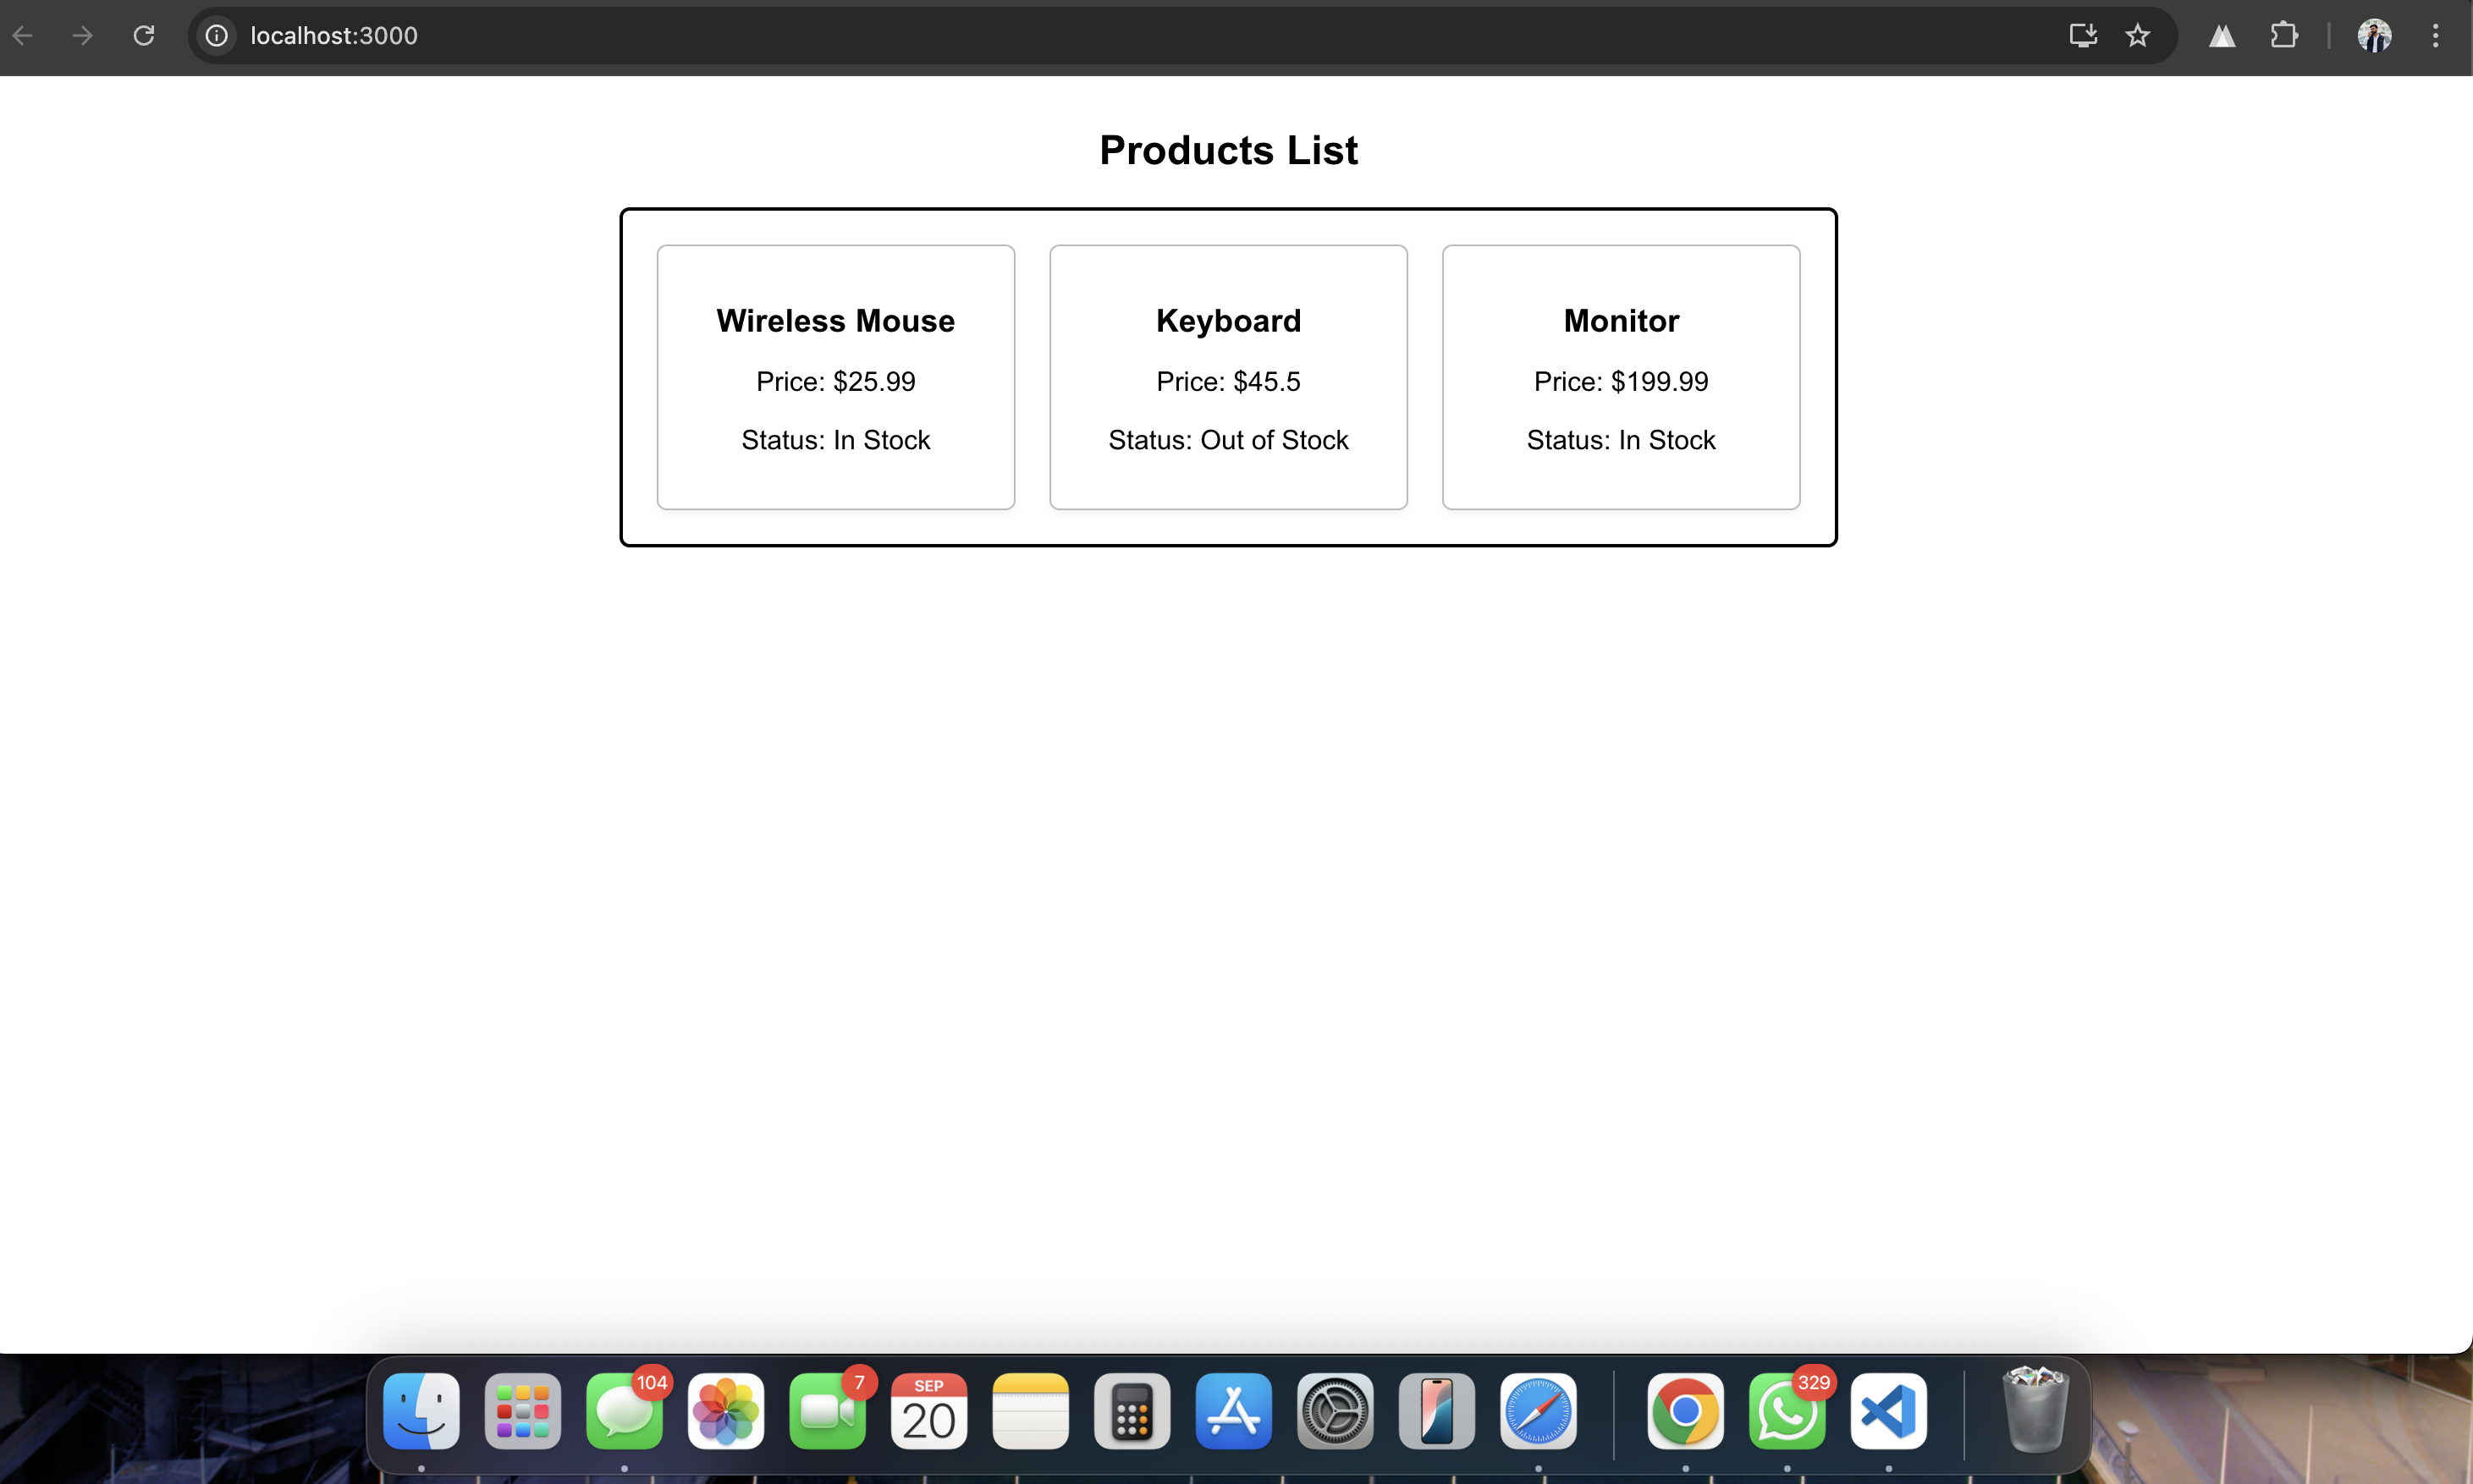 localhost:3000
Products List
Wireless Mouse
Price: $25.99
Status: In Stock
Keyboard
Price: $45.5
Status: Out of Stock
Monitor
Price: $199.99
Status: In Stock
104
7
SEP
20
329